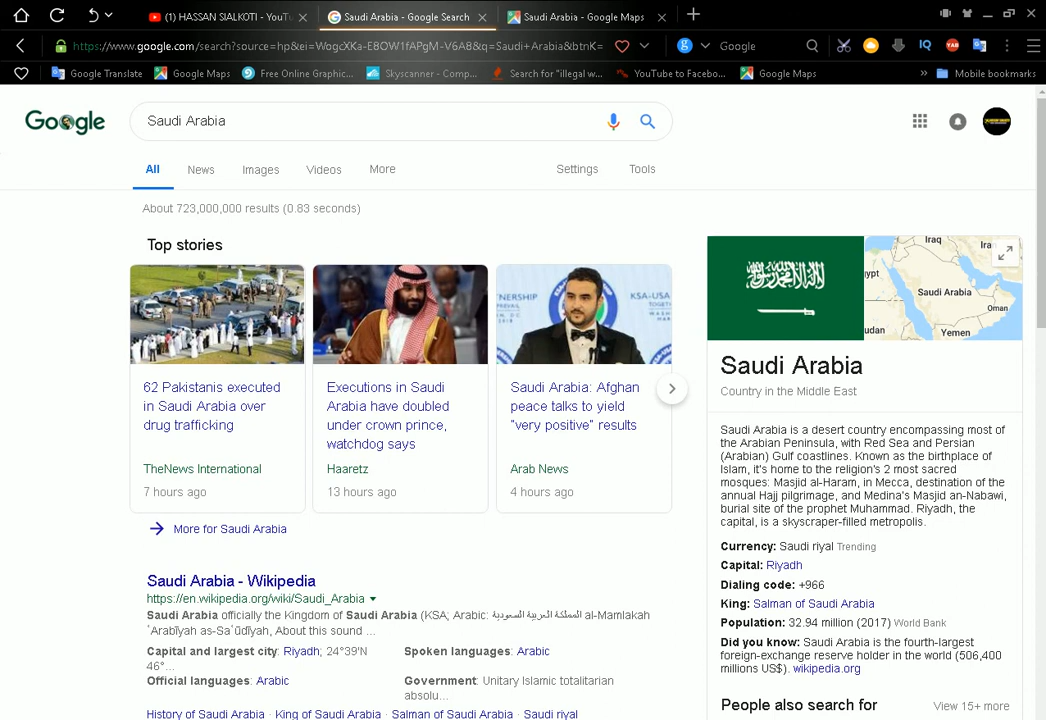 (1) HASSAN SIALKOTI - YouTu
Saudi Arabia - Google Search
Saudi Arabia - Google Maps
https://www.google.com/search?source=hp&ei=WogcXKa-E8OW1fAPgM-V6A8&q=Saudi+Arabia&btnK=
Google
IQ
Google Translate
Google Maps
Free Online Graphic...
Skyscanner - Comp...
Search for "illegal w...
YouTube to Facebo...
Google Maps
» Mobile bookmarks
Google
Saudi Arabia
All News Images Videos More Settings Tools
About 723,000,000 results (0.83 seconds)
Top stories
62 Pakistanis executed
in Saudi Arabia over
drug trafficking
TheNews International
7 hours ago
Executions in Saudi
Arabia have doubled
under crown prince,
watchdog says
Haaretz
13 hours ago
KSA-USA
Saudi Arabia: Afghan
peace talks to yield
"very positive" results
Arab News
4 hours ago
More for Saudi Arabia
Saudi Arabia - Wikipedia
https://en.wikipedia.org/wiki/Saudi_Arabia
Saudi Arabia officially the Kingdom of Saudi Arabia (KSA; Arabic: المملكة العربية السعودية al-Mamlakah
ʿArabīyah as-Saʿūdīyah, About this sound ...
Capital and largest city: Riyadh; 24°39′N
46°...
Spoken languages: Arabic
Official languages: Arabic
Government: Unitary Islamic totalitarian
absolu...
History of Saudi Arabia · King of Saudi Arabia · Salman of Saudi Arabia · Saudi riyal
Iraq
Iran
ypt
Saudi Arabia
Oman
udan
Yemen
Saudi Arabia
Country in the Middle East
Saudi Arabia is a desert country encompassing most of
the Arabian Peninsula, with Red Sea and Persian
(Arabian) Gulf coastlines. Known as the birthplace of
Islam, it's home to the religion's 2 most sacred
mosques: Masjid al-Haram, in Mecca, destination of the
annual Hajj pilgrimage, and Medina's Masjid an-Nabawi,
burial site of the prophet Muhammad. Riyadh, the
capital, is a skyscraper-filled metropolis.
Currency: Saudi riyal Trending
Capital: Riyadh
Dialing code: +966
King: Salman of Saudi Arabia
Population: 32.94 million (2017) World Bank
Did you know: Saudi Arabia is the fourth-largest
foreign-exchange reserve holder in the world (506,400
millions US$). wikipedia.org
People also search for
View 15+ more